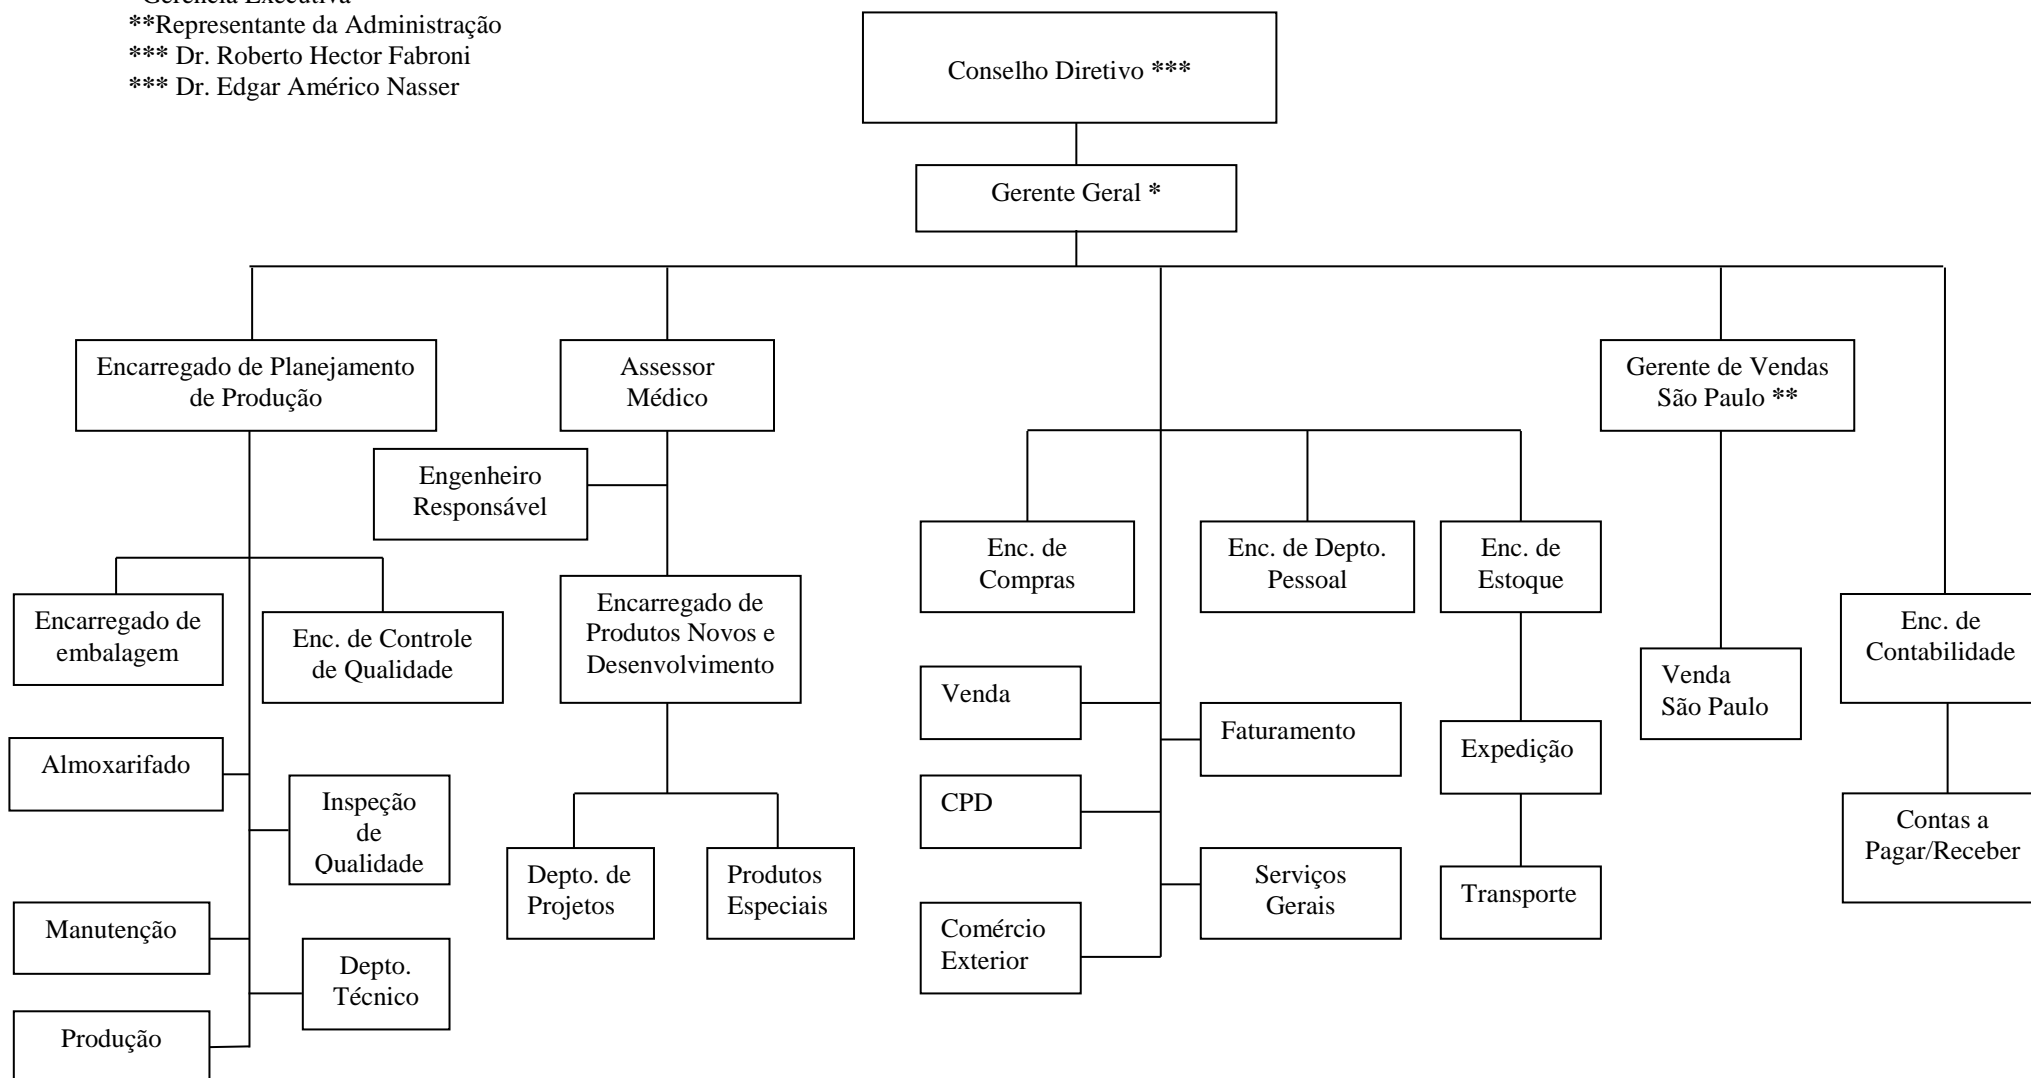 Gerência Executiva
**Representante da Administração
*** Dr. Roberto Hector Fabroni
*** Dr. Edgar Américo Nasser
Conselho Diretivo ***
Gerente Geral *
Encarregado de Planejamento
de Produção
Assessor
Médico
Gerente de Vendas
São Paulo **
Engenheiro
Responsável
Enc. de
Compras
Enc. de Depto.
Pessoal
Enc. de
Estoque
Encarregado de
embalagem
Enc. de Controle
de Qualidade
Encarregado de
Produtos Novos e
Desenvolvimento
Enc. de
Contabilidade
Venda
São Paulo
Venda
Faturamento
Expedição
Almoxarifado
Inspeção
de
Qualidade
CPD
Contas a
Pagar/Receber
Depto. de
Projetos
Produtos
Especiais
Serviços
Gerais
Transporte
Manutenção
Comércio
Exterior
Depto.
Técnico
Produção